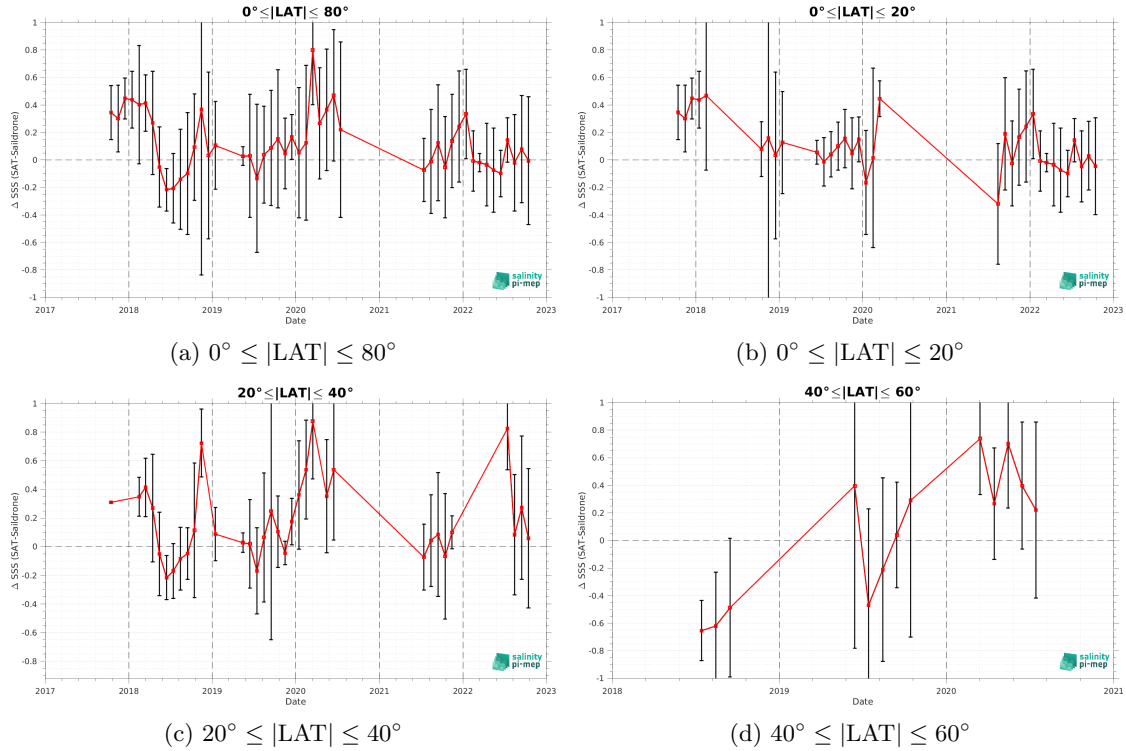 0°≤|LAT|≤ 80°
Δ SSS (SAT-Saildrone)
1
0.8
0.6
0.4
0.2
0
-0.2
-0.4
-0.6
-0.8
-1
2017
2018
2019
2020
2021
2022
2023
Date
salinity
pi-mep
(a) 0° ≤ |LAT| ≤ 80°
0°≤|LAT|≤ 20°
Δ SSS (SAT-Saildrone)
1
0.8
0.6
0.4
0.2
0
-0.2
-0.4
-0.6
-0.8
-1
2017
2018
2019
2020
2021
2022
2023
Date
salinity
pi-mep
(b) 0° ≤ |LAT| ≤ 20°
20°≤|LAT|≤ 40°
Δ SSS (SAT-Saildrone)
1
0.8
0.6
0.4
0.2
0
-0.2
-0.4
-0.6
-0.8
2017
2018
2019
2020
2021
2022
2023
Date
salinity
pi-mep
(c) 20° ≤ |LAT| ≤ 40°
40°≤|LAT|≤ 60°
Δ SSS (SAT-Saildrone)
1
0.8
0.6
0.4
0.2
0
-0.2
-0.4
-0.6
-0.8
-1
2018
2019
2020
2021
Date
salinity
pi-mep
(d) 40° ≤ |LAT| ≤ 60°